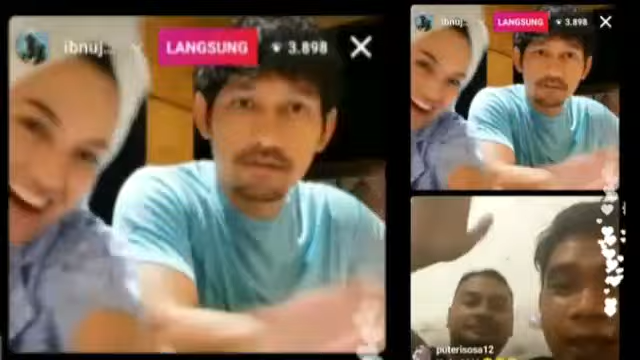 ibnuj...
LANGSUNG
3.898
ibnuj...
LANGSUNG
3.898
puterisosa12